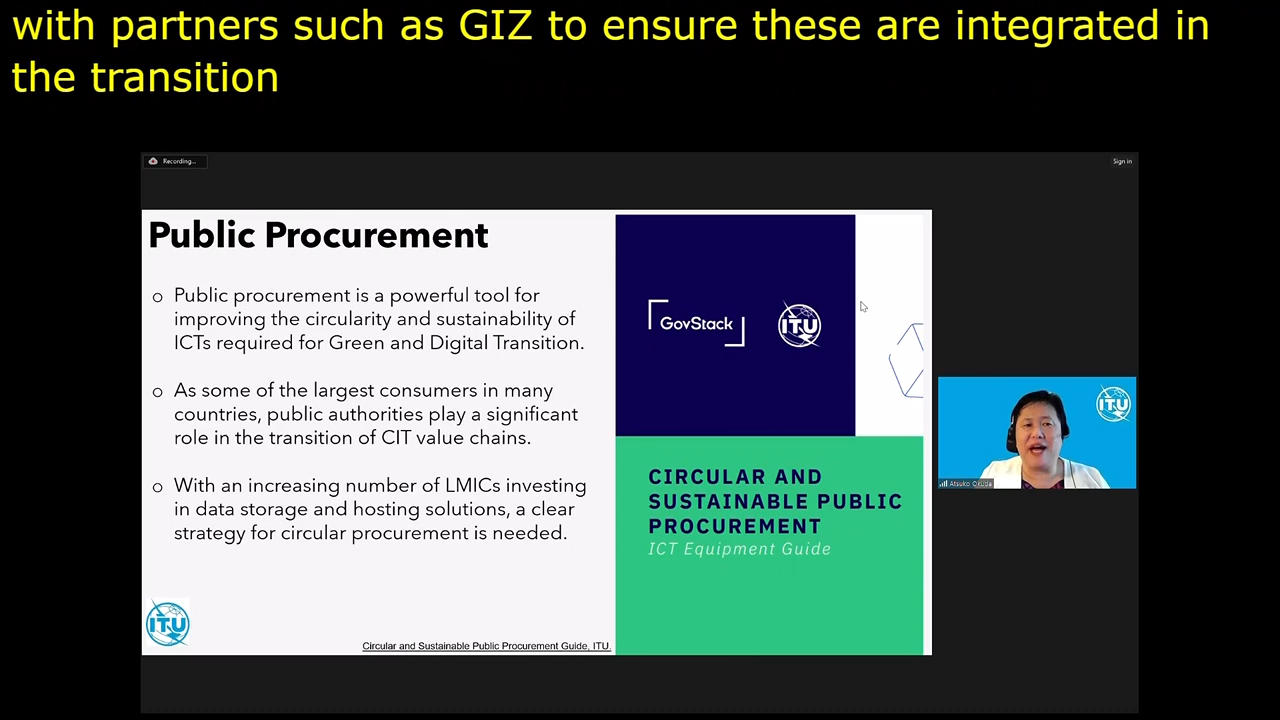 with partners such as GIZ to ensure these are integrated in
the transition
Recording...
Sign in
Public Procurement
o Public procurement is a powerful tool for
improving the circularity and sustainability of
ICTs required for Green and Digital Transition.
o As some of the largest consumers in many
countries, public authorities play a significant
role in the transition of CIT value chains.
o With an increasing number of LMICs investing
in data storage and hosting solutions, a clear
strategy for circular procurement is needed.
ITU
Circular and Sustainable Public Procurement Guide, ITU.
GovStack
ITU
CIRCULAR AND
SUSTAINABLE PUBLIC
PROCUREMENT
ICT Equipment Guide
ITU
Atsuko Okuda